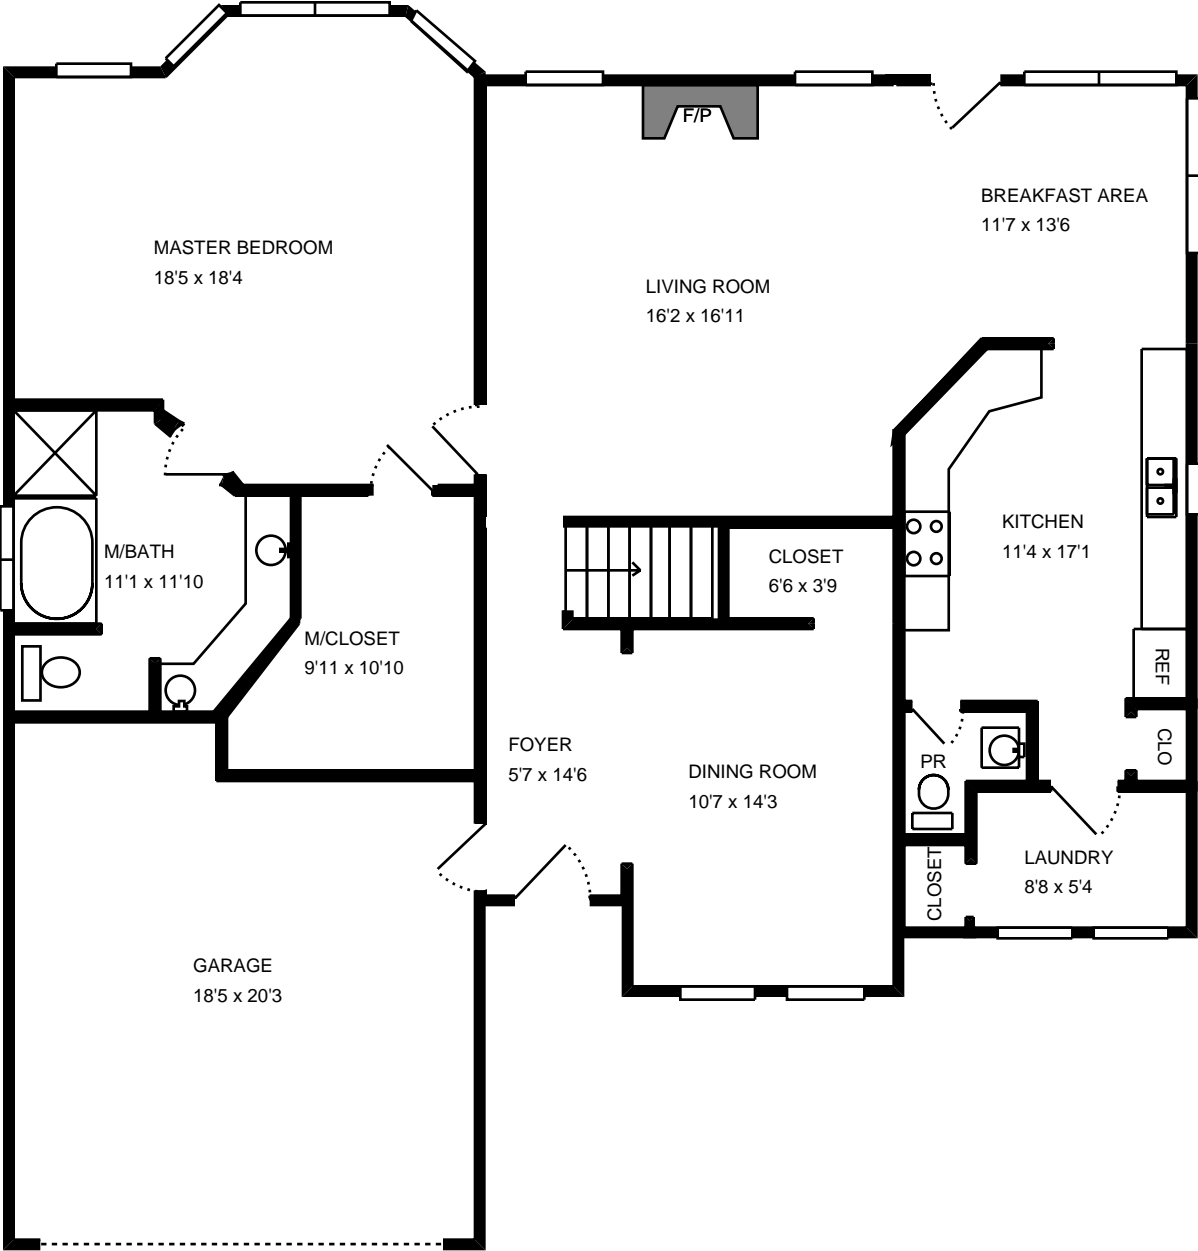 F/P
BREAKFAST AREA
11'7 x 13'6
MASTER BEDROOM
18'5 x 18'4
LIVING ROOM
16'2 x 16'11
KITCHEN
11'4 x 17'1
M/BATH
11'1 x 11'10
CLOSET
6'6 x 3'9
M/CLOSET
9'11 x 10'10
REF
FOYER
5'7 x 14'6
DINING ROOM
10'7 x 14'3
PR
CLO
LAUNDRY
8'8 x 5'4
CLOSET
GARAGE
18'5 x 20'3